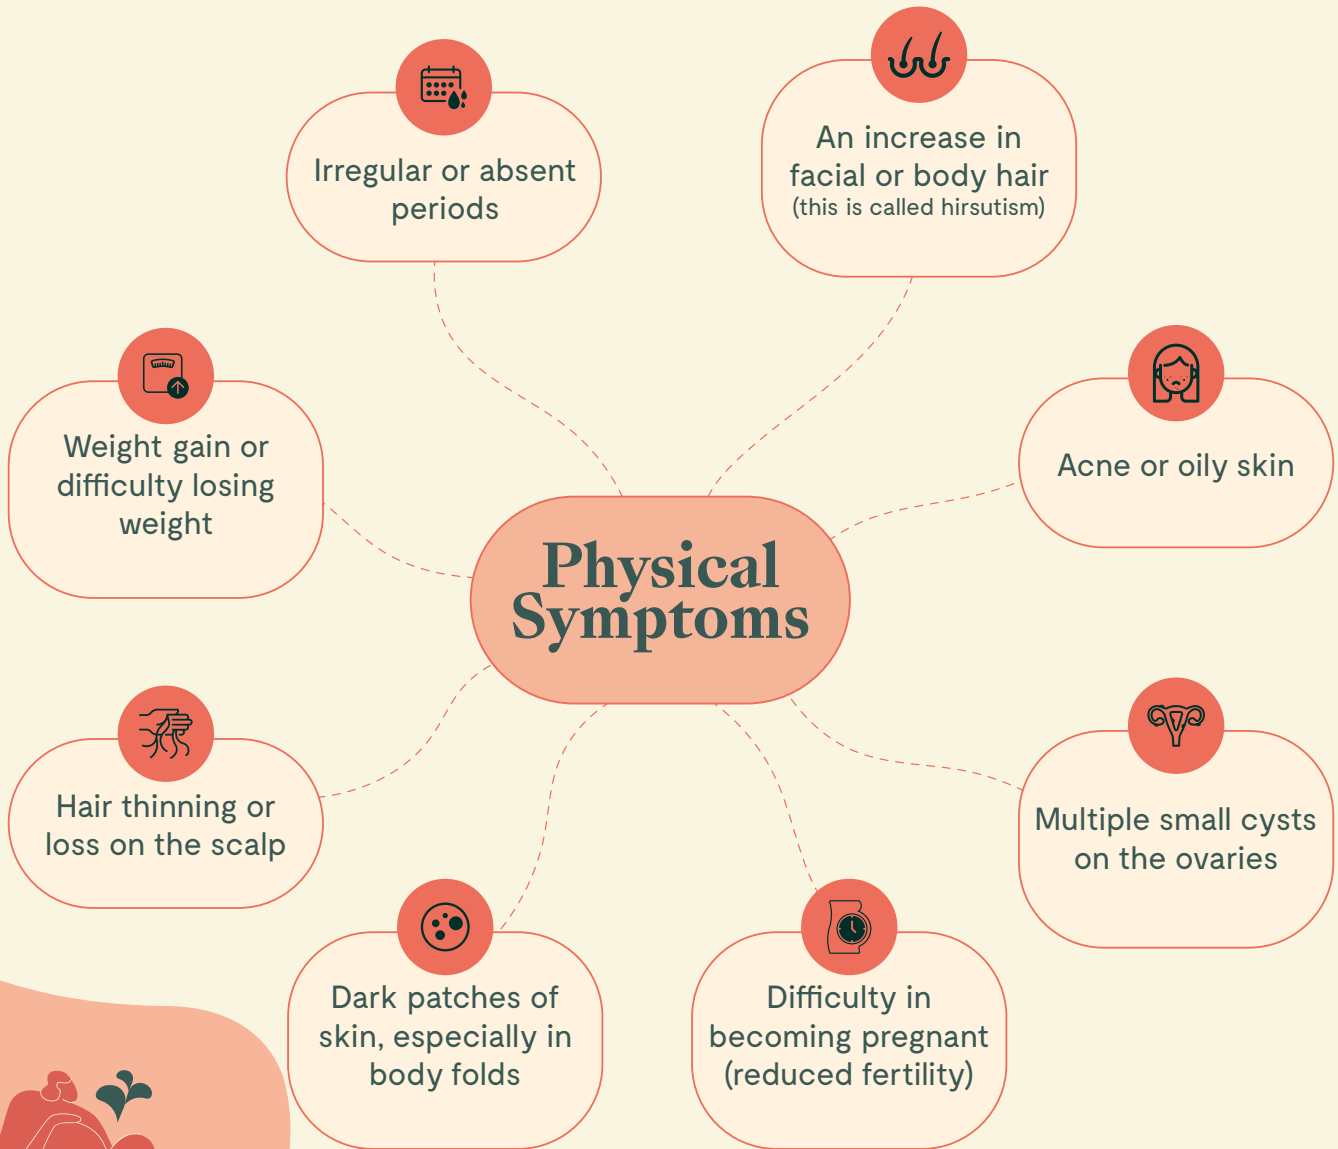 Irregular or absent
periods
An increase in
facial or body hair
(this is called hirsutism)
Weight gain or
difficulty losing
weight
Acne or oily skin
Physical
Symptoms
Hair thinning or
loss on the scalp
Multiple small cysts
on the ovaries
Dark patches of
skin, especially in
body folds
Difficulty in
becoming pregnant
(reduced fertility)